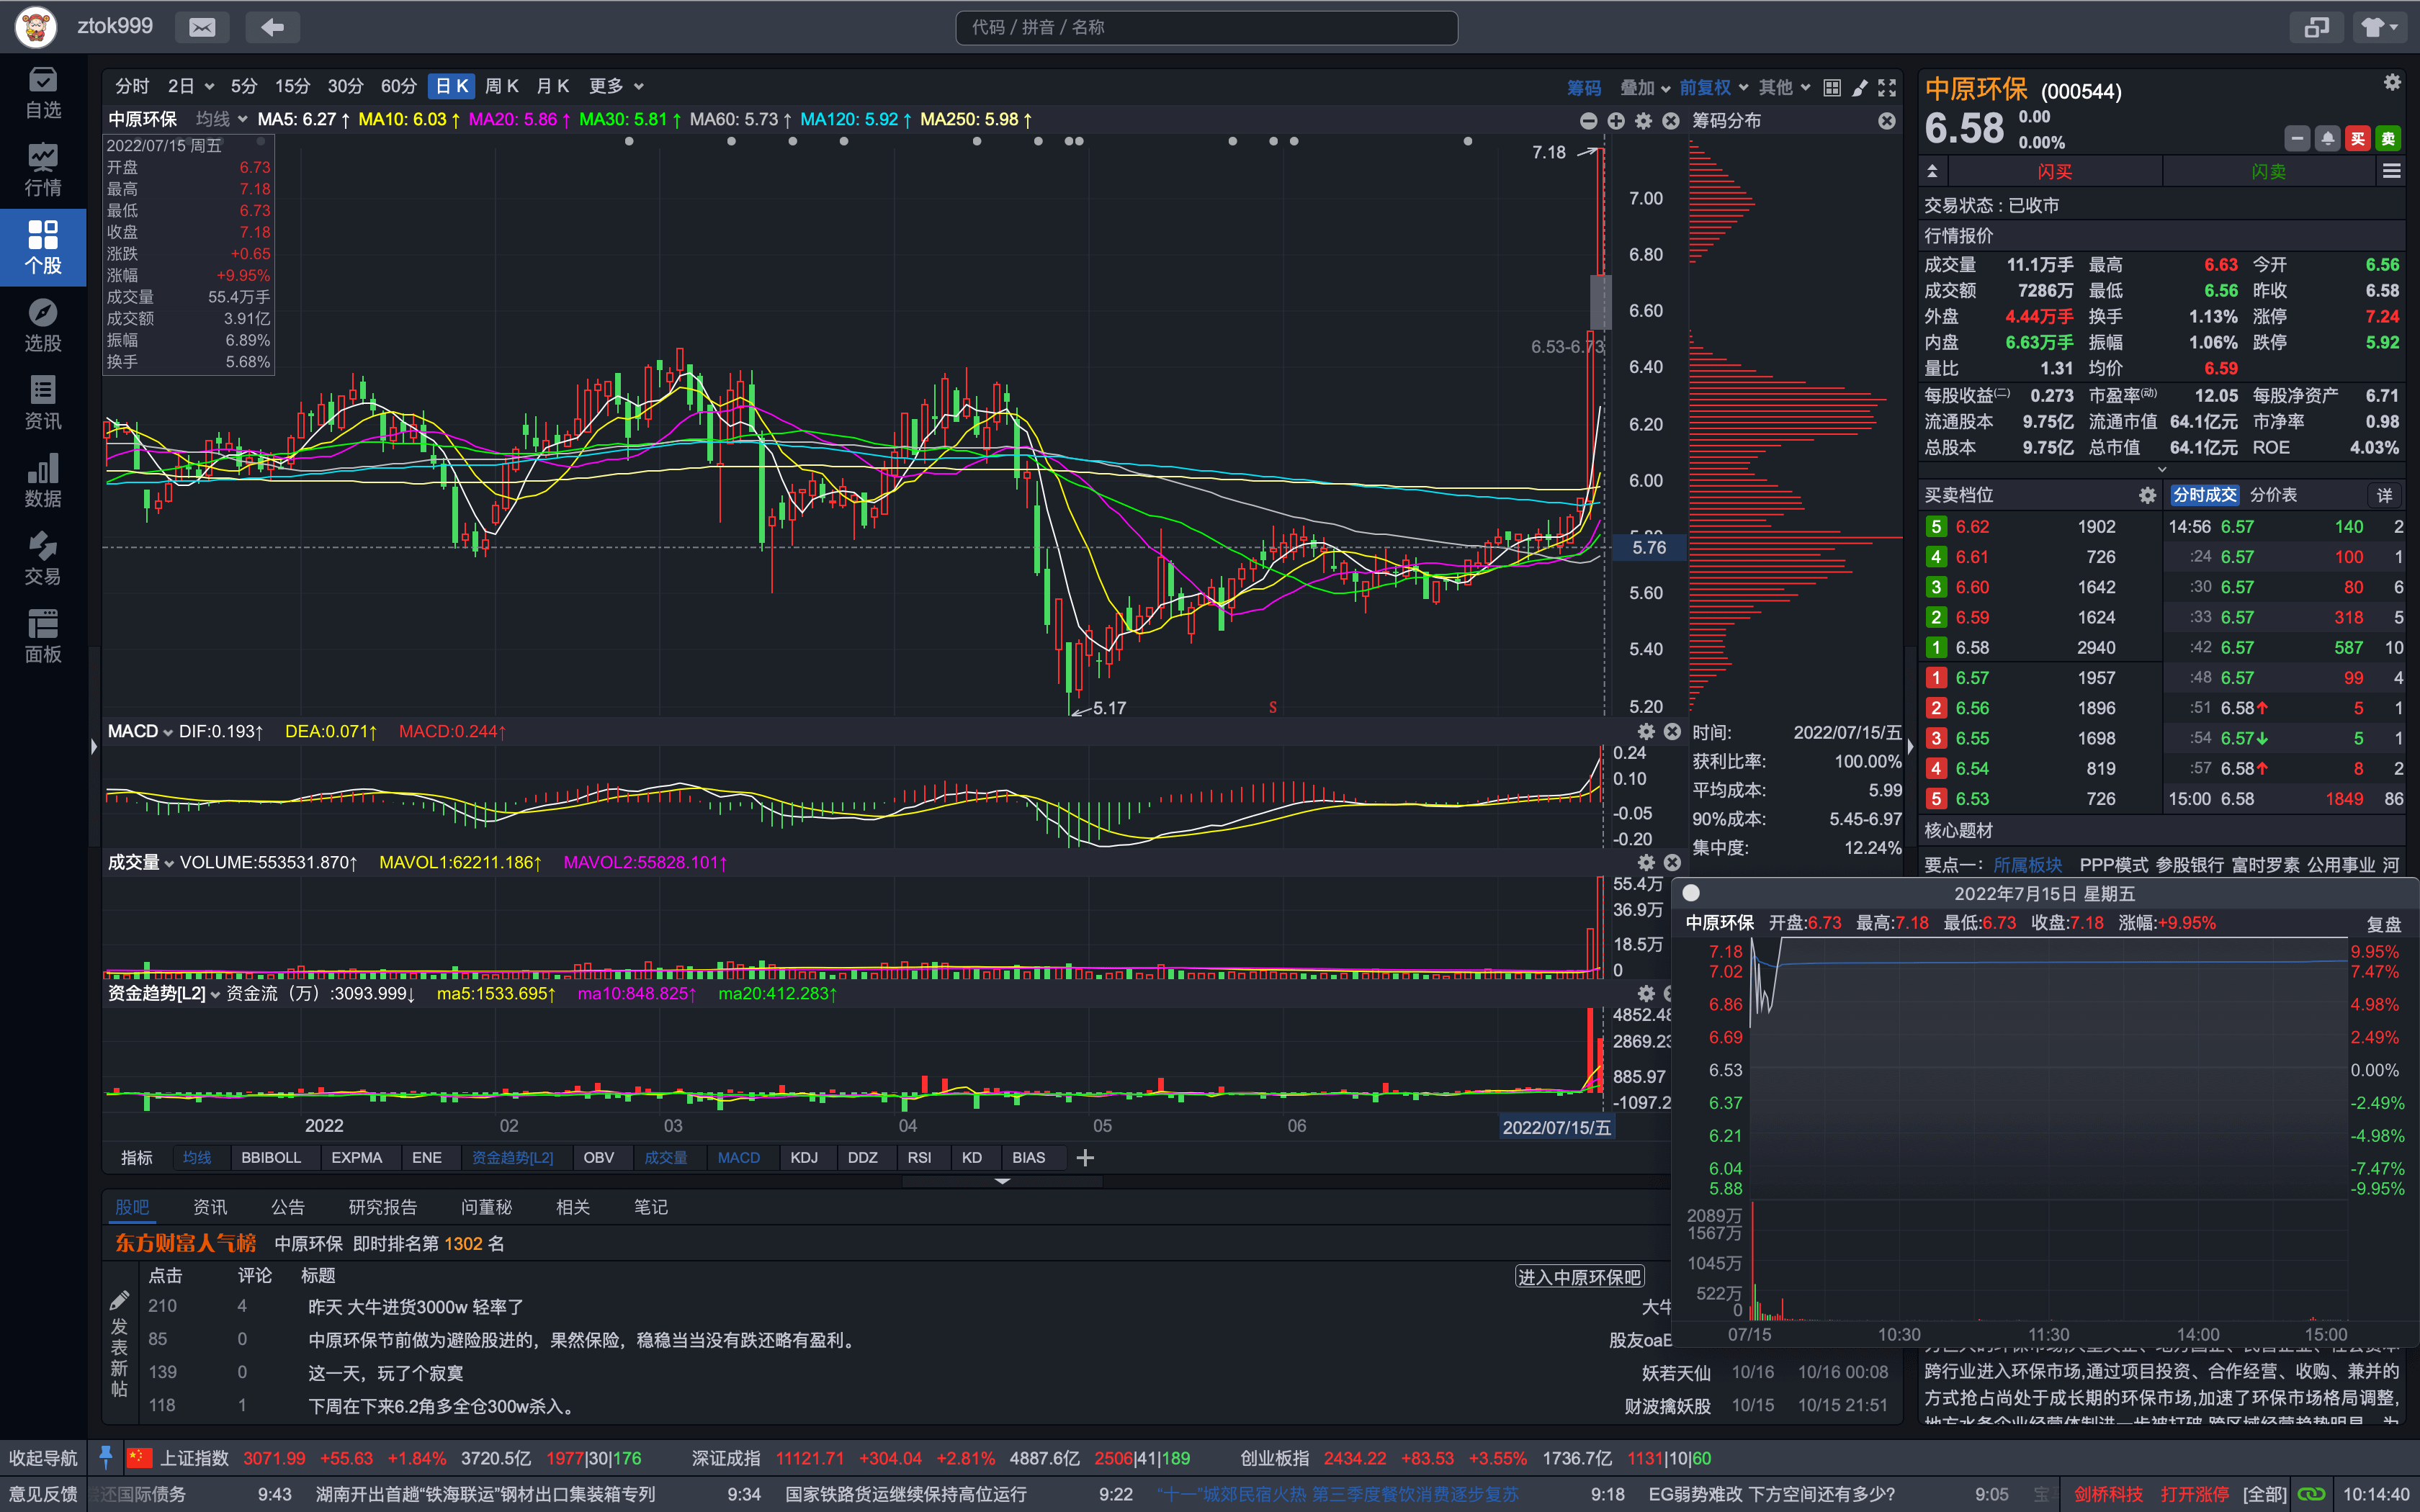 ztok999
代码 / 拼音 / 名称
自选
行情
个股
选股
资讯
数据
交易
面板
分时 2日 5分 15分 30分 60分 日K 周K 月K 更多 筹码 叠加 前复权 其他
中原环保 均线 MA5: 6.27↑ MA10: 6.03↑ MA20: 5.86↑ MA30: 5.81↑ MA60: 5.73↑ MA120: 5.92↑ MA250: 5.98↑
筹码分布
2022/07/15 周五
开盘 6.73
最高 7.18
最低 6.73
收盘 7.18
涨跌 +0.65
涨幅 +9.95%
成交量 55.4万手
成交额 3.91亿
振幅 6.89%
换手 5.68%
7.18
7.00
6.80
6.60
6.53-6.73
6.40
6.20
6.00
5.76
5.60
5.40
5.20
5.17
S
MACD DIF:0.193↑ DEA:0.071↑ MACD:0.244↑
0.24
0.10
-0.05
-0.20
时间: 2022/07/15/五
获利比率: 100.00%
平均成本: 5.99
90%成本: 5.45-6.97
集中度: 12.24%
成交量 VOLUME:553531.870↑ MAVOL1:62211.186↑ MAVOL2:55828.101↑
55.4万
36.9万
18.5万
0
资金趋势[L2] 资金流（万）:3093.999↓ ma5:1533.695↑ ma10:848.825↑ ma20:412.283↑
4852.48
2869.23
885.97
-1097.2
2022 02 03 04 05 06 2022/07/15/五
指标 均线 BBIBOLL EXPMA ENE 资金趋势[L2] OBV 成交量 MACD KDJ DDZ RSI KD BIAS
股吧 资讯 公告 研究报告 问董秘 相关 笔记
东方财富人气榜 中原环保 即时排名第 1302 名
点击 评论 标题 进入中原环保吧
210 4 昨天 大牛进货3000w 轻率了 大牛
85 0 中原环保节前做为避险股进的，果然保险，稳稳当当没有跌还略有盈利。 股友oaE
139 0 这一天，玩了个寂寞 妖若天仙 10/16 10/16 00:08
118 1 下周在下来6.2角多全仓300w杀入。 财波擒妖股 10/15 10/15 21:51
发表新帖
中原环保 (000544)
6.58 0.00
0.00%
买 卖
闪买 闪卖
交易状态：已收市
行情报价
成交量 11.1万手 最高 6.63 今开 6.56
成交额 7286万 最低 6.56 昨收 6.58
外盘 4.44万手 换手 1.13% 涨停 7.24
内盘 6.63万手 振幅 1.06% 跌停 5.92
量比 1.31 均价 6.59
每股收益(二) 0.273 市盈率(动) 12.05 每股净资产 6.71
流通股本 9.75亿 流通市值 64.1亿元 市净率 0.98
总股本 9.75亿 总市值 64.1亿元 ROE 4.03%
买卖档位 分时成交 分价表 详
5 6.62 1902 14:56 6.57 140 2
4 6.61 726 :24 6.57 100 1
3 6.60 1642 :30 6.57 80 6
2 6.59 1624 :33 6.57 318 5
1 6.58 2940 :42 6.57 587 10
1 6.57 1957 :48 6.57 99 4
2 6.56 1896 :51 6.58↑ 5 1
3 6.55 1698 :54 6.57↓ 5 1
4 6.54 819 :57 6.58↑ 8 2
5 6.53 726 15:00 6.58 1849 86
核心题材
要点一： 所属板块 PPP模式 参股银行 富时罗素 公用事业 河
2022年7月15日 星期五
中原环保 开盘:6.73 最高:7.18 最低:6.73 收盘:7.18 涨幅:+9.95% 复盘
7.18 9.95%
7.02 7.47%
6.86 4.98%
6.69 2.49%
6.53 0.00%
6.37 -2.49%
6.21 -4.98%
6.04 -7.47%
5.88 -9.95%
2089万
1567万
1045万
522万
0
07/15 10:30 11:30 14:00 15:00
跨行业进入环保市场,通过项目投资、合作经营、收购、兼并的
方式抢占尚处于成长期的环保市场,加速了环保市场格局调整,
收起导航 上证指数 3071.99 +55.63 +1.84% 3720.5亿 1977|30|176 深证成指 11121.71 +304.04 +2.81% 4887.6亿 2506|41|189 创业板指 2434.22 +83.53 +3.55% 1736.7亿 1131|10|60
意见反馈 还国际债务 9:43 湖南开出首趟“铁海联运”钢材出口集装箱专列 9:34 国家铁路货运继续保持高位运行 9:22 “十一”城郊民宿火热 第三季度餐饮消费逐步复苏 9:18 EG弱势难改 下方空间还有多少? 9:05 宝 剑桥科技 打开涨停 [全部] 10:14:40